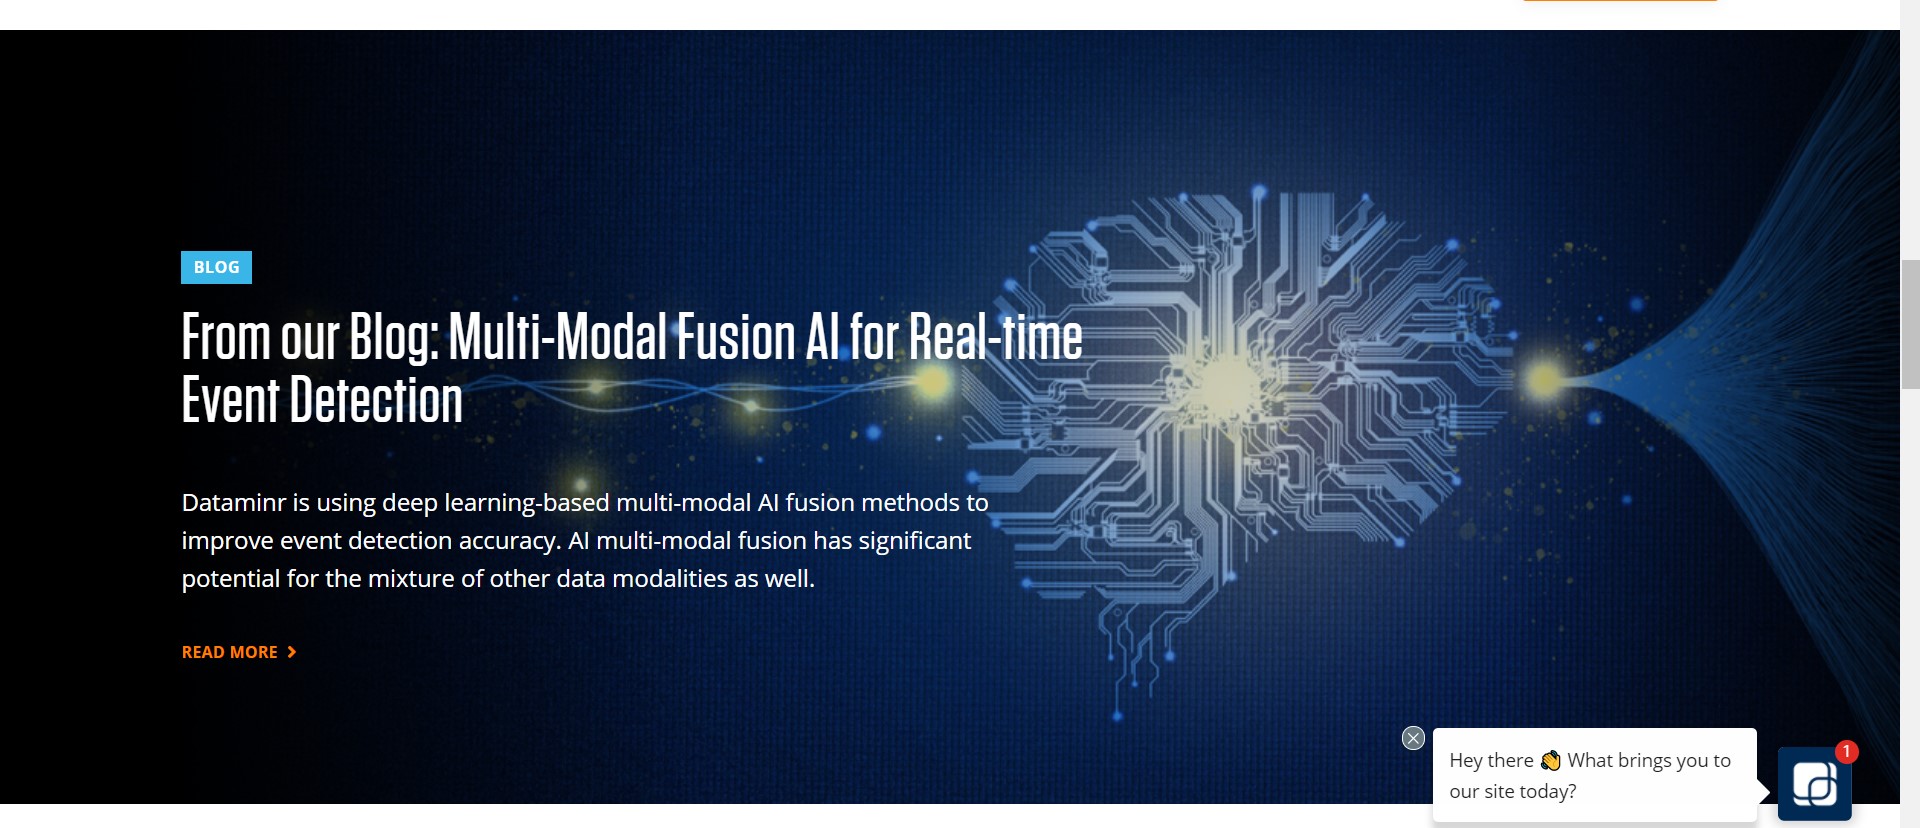 BLOG
From our Blog: Multi-Modal Fusion AI for Real-time
Event Detection
Dataminr is using deep learning-based multi-modal AI fusion methods to
improve event detection accuracy. AI multi-modal fusion has significant
potential for the mixture of other data modalities as well.
READ MORE
Hey there 👏 What brings you to
our site today?
1